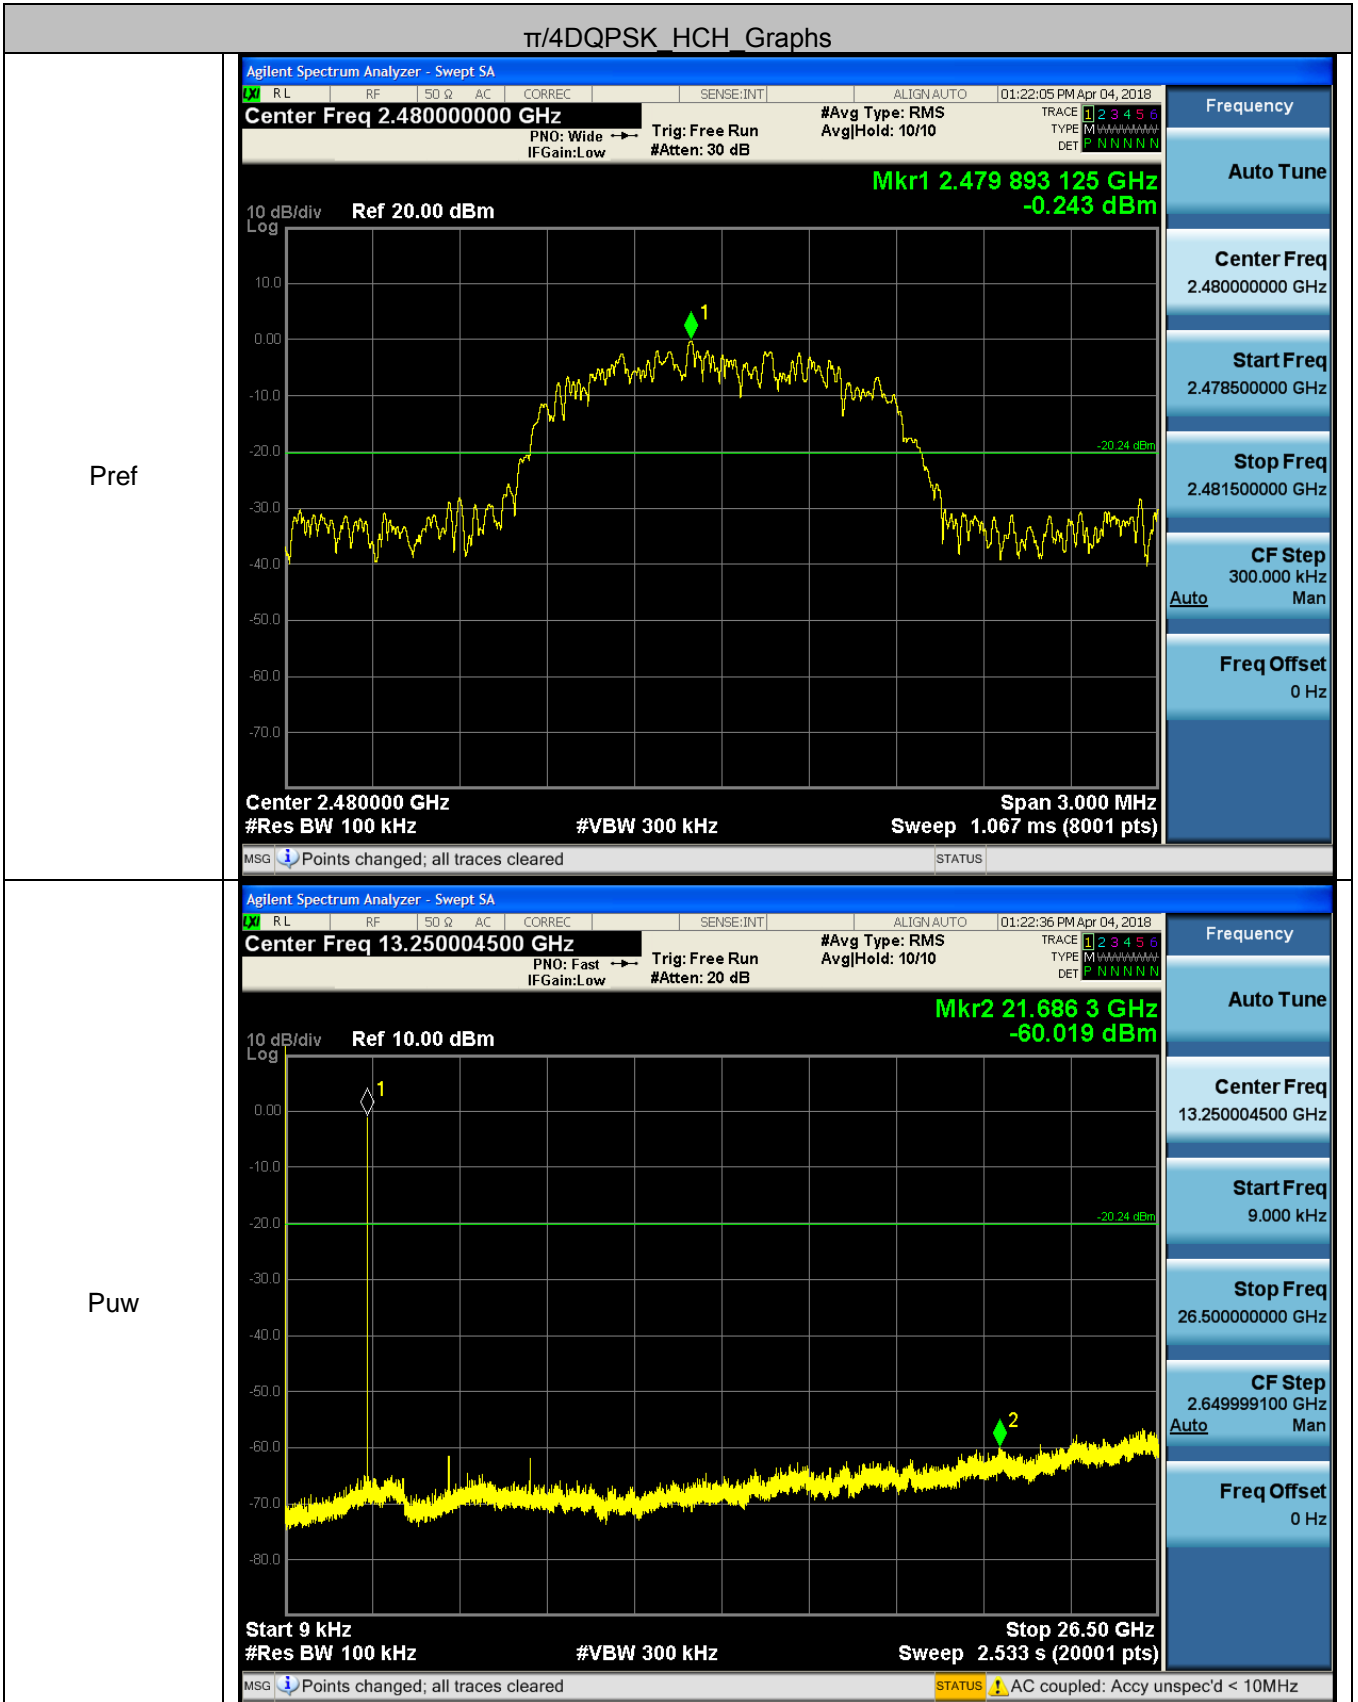 π/4DQPSK_HCH_Graphs
Pref
Agilent Spectrum Analyzer - Swept SA
LXI RL RF 50 Ω AC CORREC SENSE:INT ALIGN AUTO 01:22:05 PM Apr 04, 2018
Center Freq 2.480000000 GHz
PNO: Wide
IFGain:Low
Trig: Free Run
#Atten: 30 dB
#Avg Type: RMS
Avg|Hold: 10/10
TRACE 1 2 3 4 5 6
TYPE M WWWWW
DET P N N N N N
Mkr1 2.479 893 125 GHz
-0.243 dBm
10 dB/div Ref 20.00 dBm
Log
10.0
0.00
-10.0
-20.0
-30.0
-40.0
-50.0
-60.0
-70.0
1
-20.24 dBm
Center 2.480000 GHz Span 3.000 MHz
#Res BW 100 kHz #VBW 300 kHz Sweep 1.067 ms (8001 pts)
MSG Points changed; all traces cleared STATUS
Frequency
Auto Tune
Center Freq
2.480000000 GHz
Start Freq
2.478500000 GHz
Stop Freq
2.481500000 GHz
CF Step
300.000 kHz
Auto Man
Freq Offset
0 Hz
Puw
Agilent Spectrum Analyzer - Swept SA
LXI RL RF 50 Ω AC CORREC SENSE:INT ALIGN AUTO 01:22:36 PM Apr 04, 2018
Center Freq 13.250004500 GHz
PNO: Fast
IFGain:Low
Trig: Free Run
#Atten: 20 dB
#Avg Type: RMS
Avg|Hold: 10/10
TRACE 1 2 3 4 5 6
TYPE M WWWWW
DET P N N N N N
Mkr2 21.686 3 GHz
-60.019 dBm
10 dB/div Ref 10.00 dBm
Log
0.00
-10.0
-20.0
-30.0
-40.0
-50.0
-60.0
-70.0
-80.0
1
-20.24 dBm
2
Start 9 kHz Stop 26.50 GHz
#Res BW 100 kHz #VBW 300 kHz Sweep 2.533 s (20001 pts)
MSG Points changed; all traces cleared STATUS AC coupled: Accy unspec'd < 10MHz
Frequency
Auto Tune
Center Freq
13.250004500 GHz
Start Freq
9.000 kHz
Stop Freq
26.500000000 GHz
CF Step
2.649999100 GHz
Auto Man
Freq Offset
0 Hz